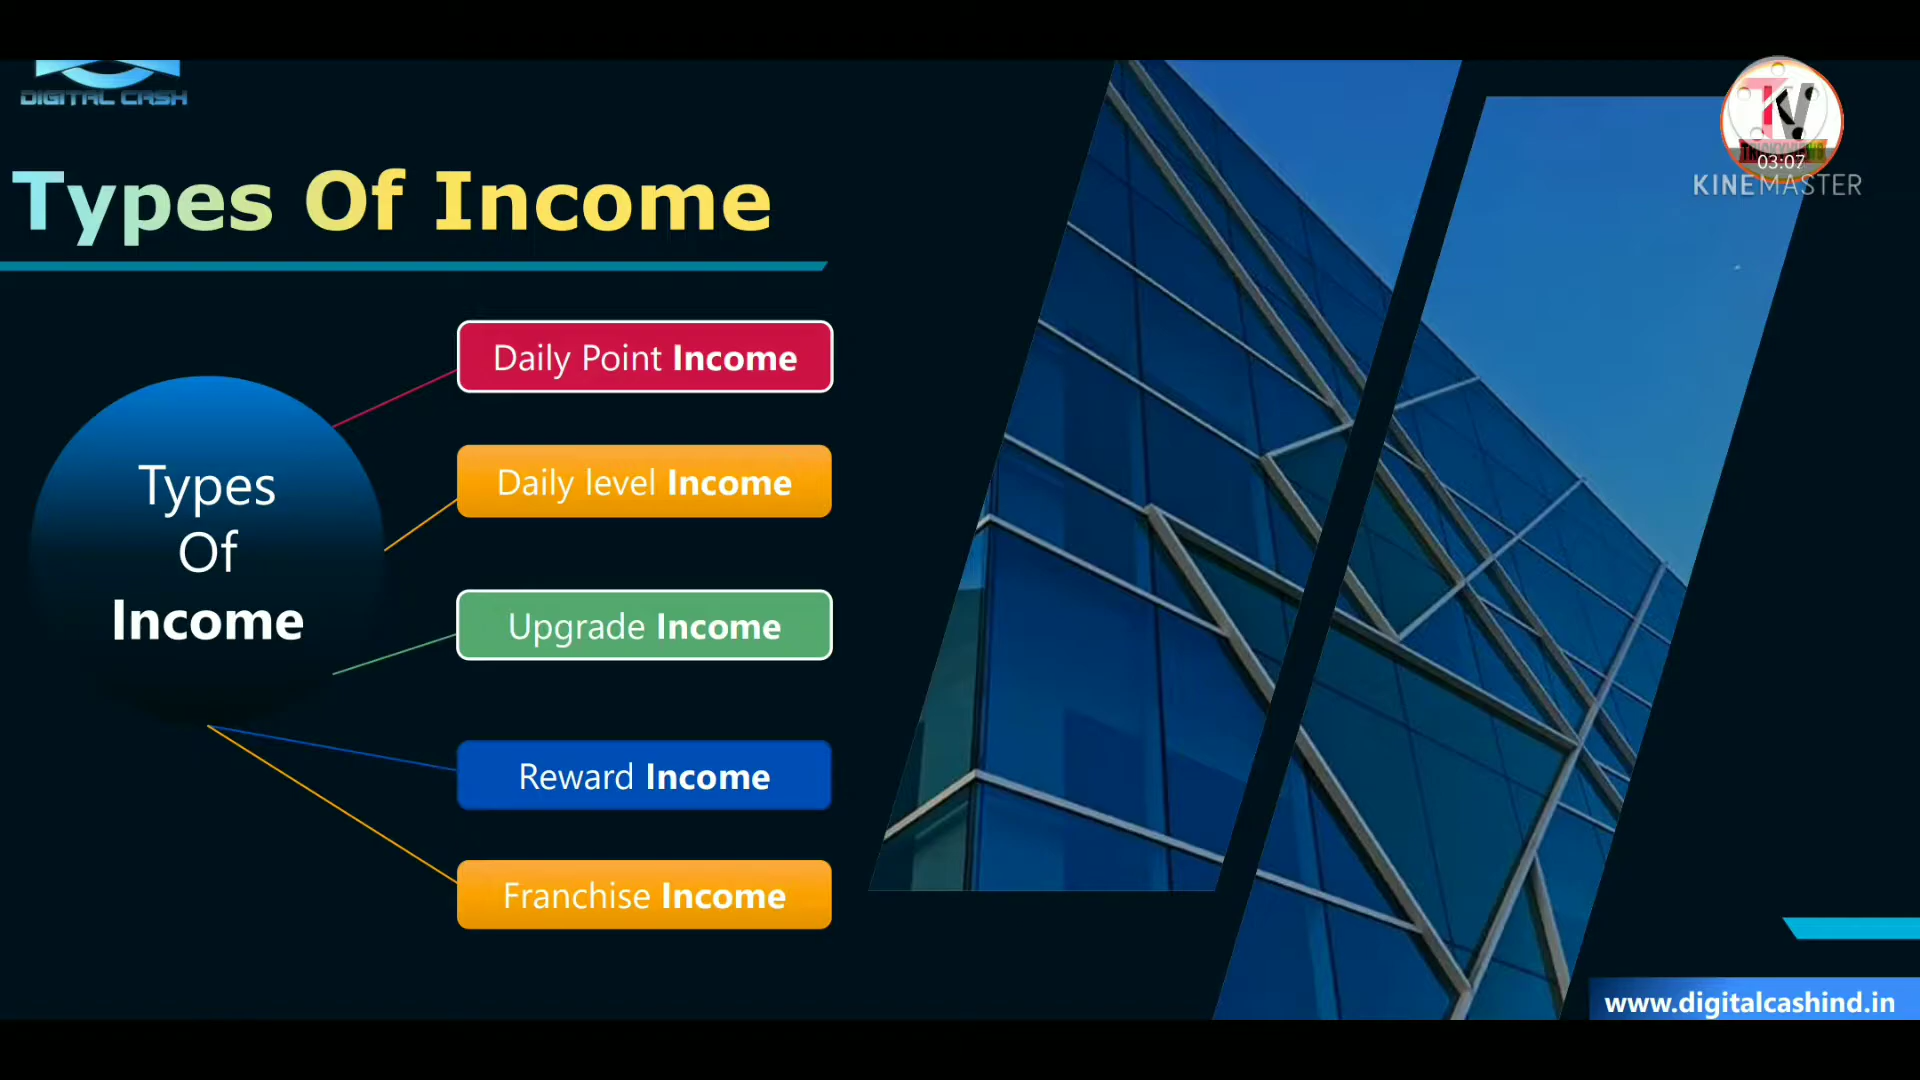 DIGITAL CASH
Types Of Income
Daily Point Income
Daily level Income
Types
Of
Income
Upgrade Income
Reward Income
Franchise Income
TRICKYVIEWS
03:07
KINEMASTER
www.digitalcashind.in